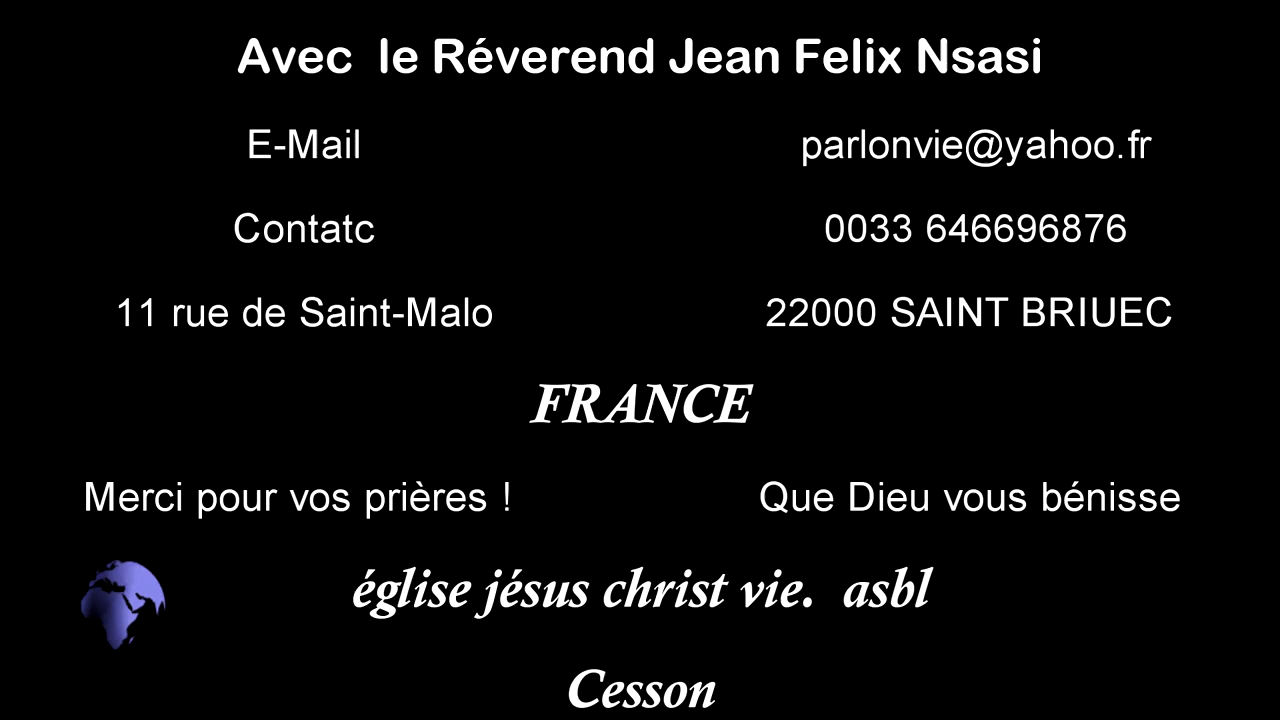 Avec le Réverend Jean Felix Nsasi
E-Mail parlonvie@yahoo.fr
Contatc 0033 646696876
11 rue de Saint-Malo 22000 SAINT BRIUEC
FRANCE
Merci pour vos prières ! Que Dieu vous bénisse
église jésus christ vie. asbl
Cesson